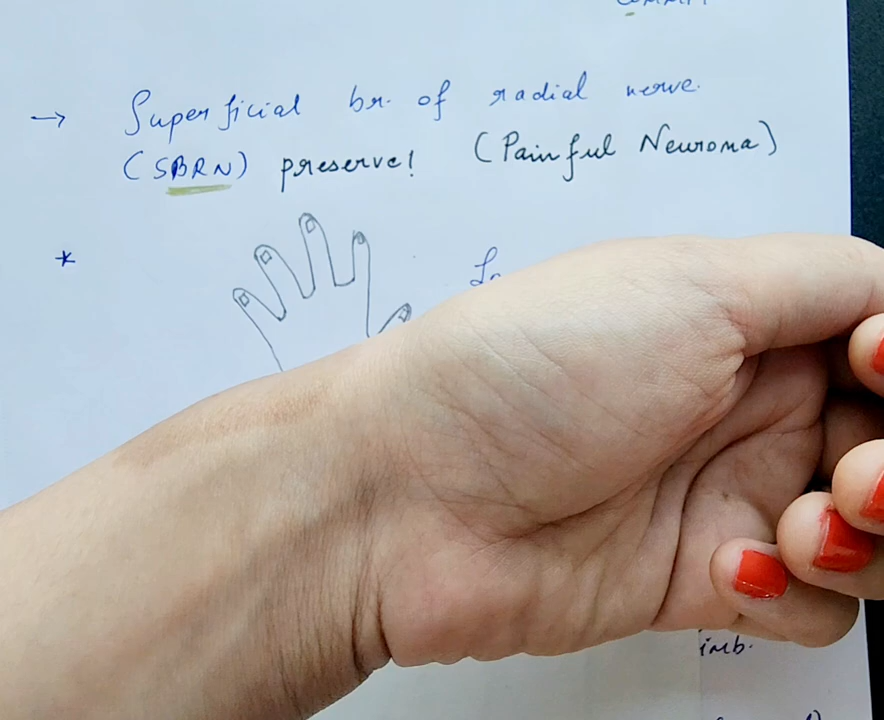 → Superficial br. of radial nerve.
(SBRN) preserve! (Painful Neuroma)
*